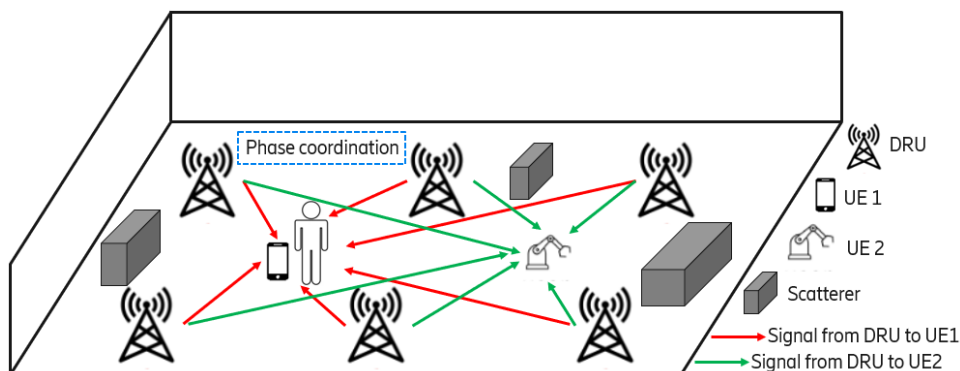 Phase coordination
DRU
UE 1
UE 2
Scatterer
Signal from DRU to UE1
Signal from DRU to UE2